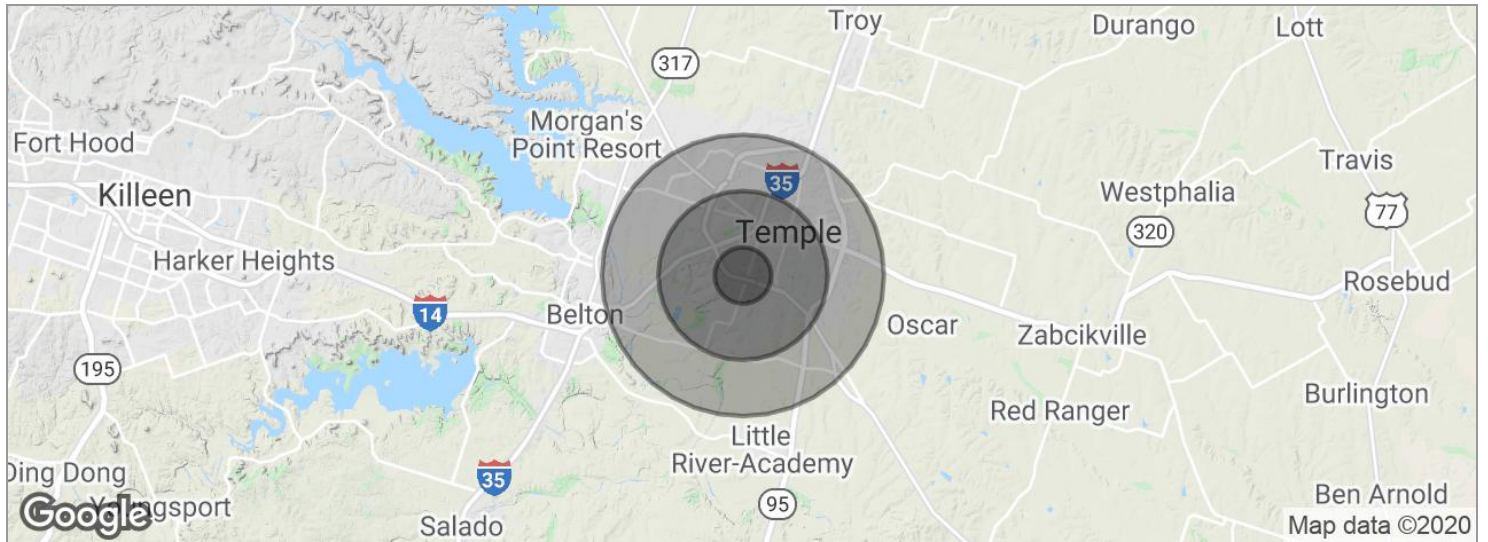 Troy
Durango
Lott
317
Morgan's
Point Resort
Fort Hood
Travis
35
Killeen
Westphalia
77
Temple
320
Harker Heights
Rosebud
14
Belton
Oscar
Zabcikville
195
Burlington
Red Ranger
Little
River-Academy
Ding Dong
35
95
Ben Arnold
Google
Youngsport
Salado
Map data ©2020